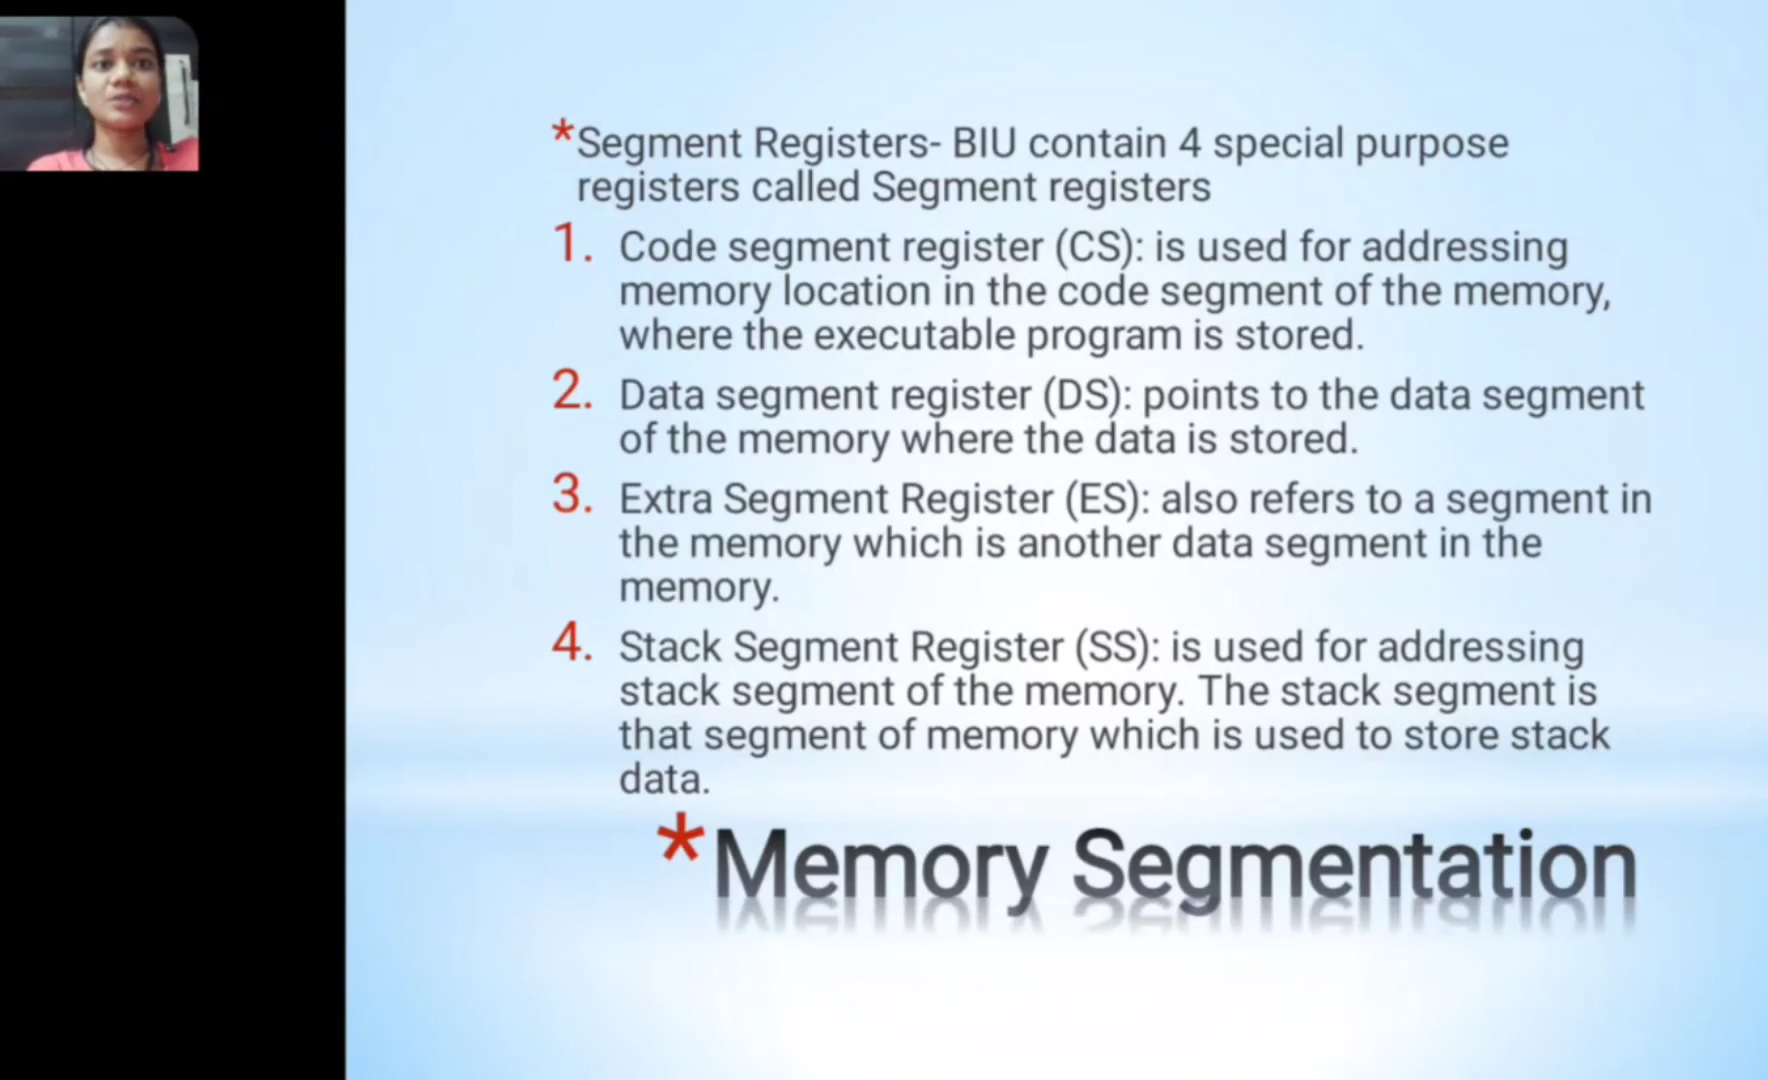 *Segment Registers- BIU contain 4 special purpose
registers called Segment registers
1. Code segment register (CS): is used for addressing
memory location in the code segment of the memory,
where the executable program is stored.
2. Data segment register (DS): points to the data segment
of the memory where the data is stored.
3. Extra Segment Register (ES): also refers to a segment in
the memory which is another data segment in the
memory.
4. Stack Segment Register (SS): is used for addressing
stack segment of the memory. The stack segment is
that segment of memory which is used to store stack
data.
*Memory Segmentation